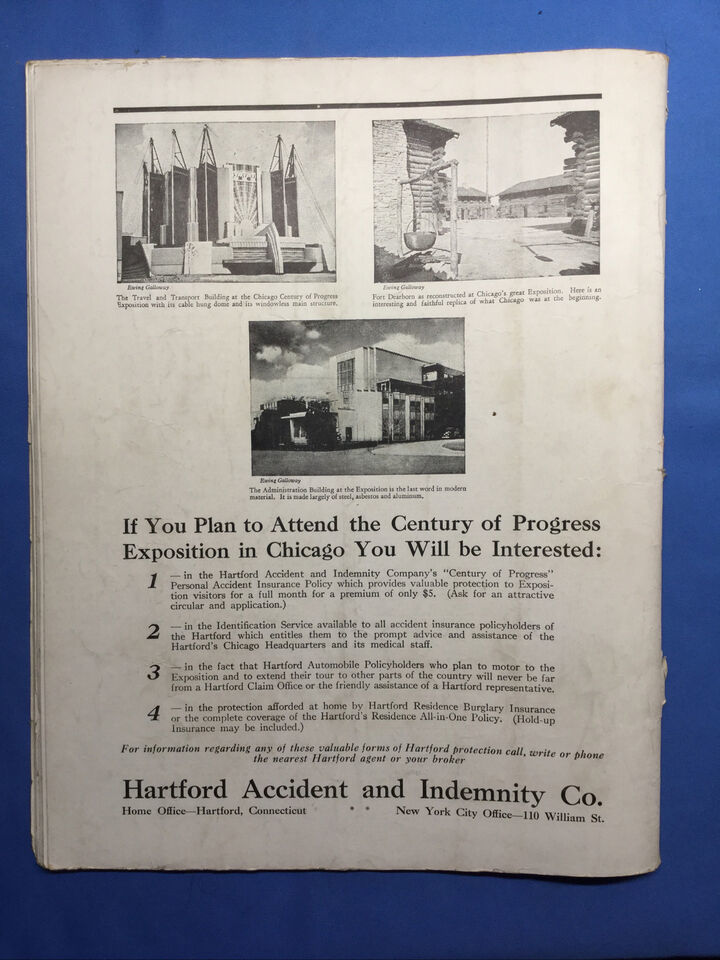 Ewing Galloway
The Travel and Transport Building at the Chicago Century of Progress
Exposition with its cable hung dome and its windowless main structure.
Ewing Galloway
Fort Dearborn as reconstructed at Chicago's great Exposition. Here is an
interesting and faithful replica of what Chicago was at the beginning.
Ewing Galloway
The Administration Building at the Exposition is the last word in modern
material. It is made largely of steel, asbestos and aluminum.
If You Plan to Attend the Century of Progress
Exposition in Chicago You Will be Interested:
1 —in the Hartford Accident and Indemnity Company's "Century of Progress"
Personal Accident Insurance Policy which provides valuable protection to Exposi-
tion visitors for a full month for a premium of only $5. (Ask for an attractive
circular and application.)
2 —in the Identification Service available to all accident insurance policyholders of
the Hartford which entitles them to the prompt advice and assistance of the
Hartford's Chicago Headquarters and its medical staff.
3 —in the fact that Hartford Automobile Policyholders who plan to motor to the
Exposition and to extend their tour to other parts of the country will never be far
from a Hartford Claim Office or the friendly assistance of a Hartford representative.
4 —in the protection afforded at home by Hartford Residence Burglary Insurance
or the complete coverage of the Hartford's Residence All-in-One Policy. (Hold-up
Insurance may be included.)
For information regarding any of these valuable forms of Hartford protection call, write or phone
the nearest Hartford agent or your broker
Hartford Accident and Indemnity Co.
Home Office—Hartford, Connecticut * * New York City Office—110 William St.